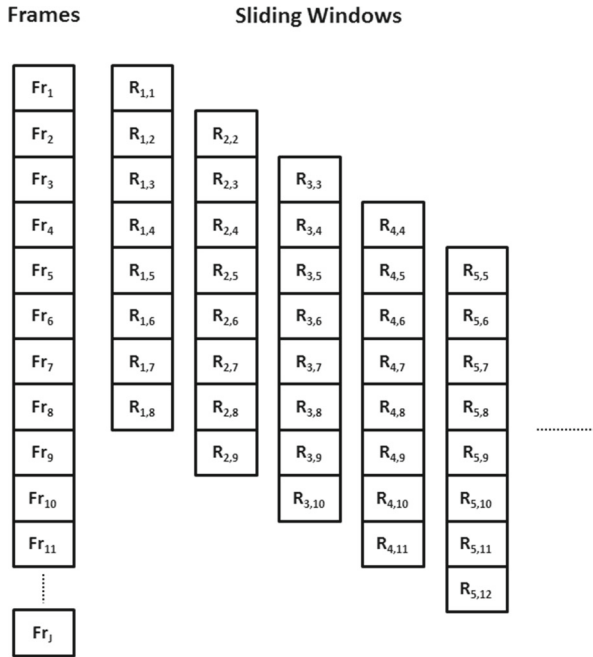 Frames Sliding Windows
Fr₁ R₁,₁
Fr₂ R₁,₂ R₂,₂
Fr₃ R₁,₃ R₂,₃ R₃,₃
Fr₄ R₁,₄ R₂,₄ R₃,₄ R₄,₄
Fr₅ R₁,₅ R₂,₅ R₃,₅ R₄,₅ R₅,₅
Fr₆ R₁,₆ R₂,₆ R₃,₆ R₄,₆ R₅,₆
Fr₇ R₁,₇ R₂,₇ R₃,₇ R₄,₇ R₅,₇
Fr₈ R₁,₈ R₂,₈ R₃,₈ R₄,₈ R₅,₈
Fr₉ R₂,₉ R₃,₉ R₄,₉ R₅,₉
Fr₁₀ R₃,₁₀ R₄,₁₀ R₅,₁₀
Fr₁₁ R₄,₁₁ R₅,₁₁
R₅,₁₂
Fr_J